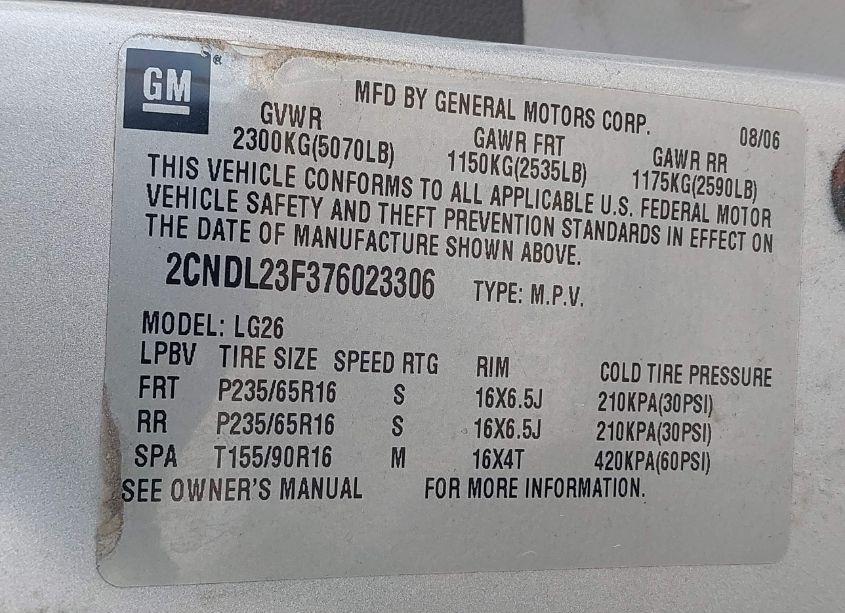 GM ®
MFD BY GENERAL MOTORS CORP. 08/06
GVWR GAWR FRT GAWR RR
2300KG(5070LB) 1150KG(2535LB) 1175KG(2590LB)
THIS VEHICLE CONFORMS TO ALL APPLICABLE U.S. FEDERAL MOTOR
VEHICLE SAFETY AND THEFT PREVENTION STANDARDS IN EFFECT ON
THE DATE OF MANUFACTURE SHOWN ABOVE.
2CNDL23F376023306 TYPE: M.P.V.
MODEL: LG26
LPBV TIRE SIZE SPEED RTG RIM COLD TIRE PRESSURE
FRT P235/65R16 S 16X6.5J 210KPA(30PSI)
RR P235/65R16 S 16X6.5J 210KPA(30PSI)
SPA T155/90R16 M 16X4T 420KPA(60PSI)
SEE OWNER'S MANUAL FOR MORE INFORMATION.